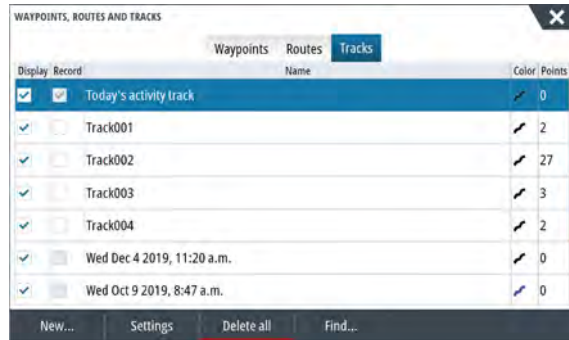 WAYPOINTS, ROUTES AND TRACKS
Waypoints Routes Tracks
Display Record Name Color Points
Today's activity track 0
Track001 2
Track002 27
Track003 3
Track004 2
Wed Dec 4 2019, 11:20 a.m. 0
Wed Oct 9 2019, 8:47 a.m. 0
New... Settings Delete all Find...